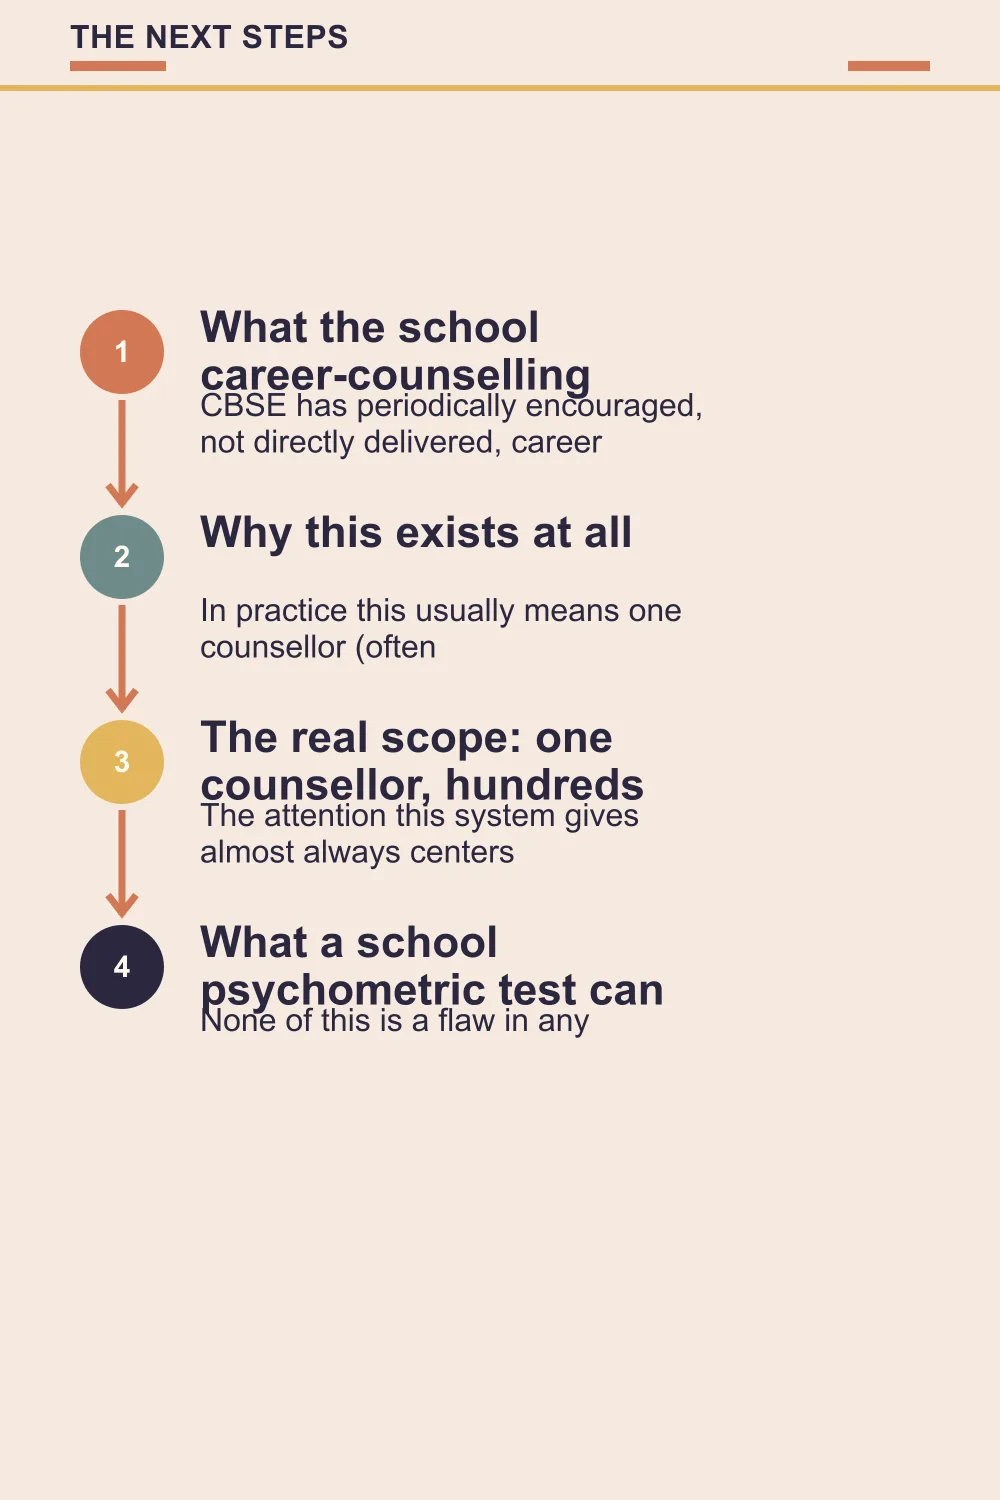 THE NEXT STEPS
1
What the school
career-counselling
CBSE has periodically encouraged,
not directly delivered, career
2
Why this exists at all
In practice this usually means one
counsellor (often
3
The real scope: one
counsellor, hundreds
The attention this system gives
almost always centers
4
What a school
psychometric test can
None of this is a flaw in any